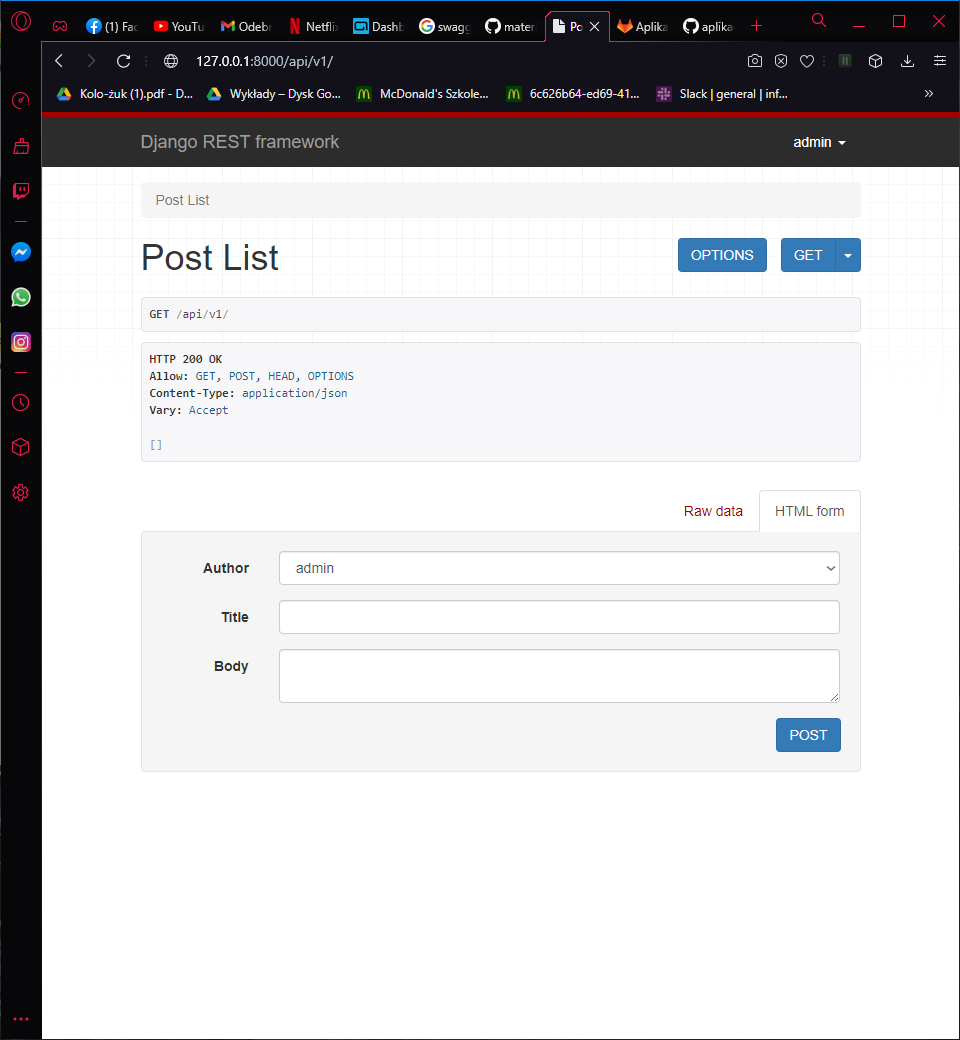 (1) Fac
YouTu
Odebr
Netfli
Dashb
swagg
mater
Po
Aplika
aplika
127.0.0.1:8000/api/v1/
Kolo-żuk (1).pdf - D...
Wykłady – Dysk Go...
McDonald's Szkole...
6c626b64-ed69-41...
Slack | general | inf...
»
Django REST framework
admin
Post List
Post List
OPTIONS
GET
GET /api/v1/
HTTP 200 OK
Allow: GET, POST, HEAD, OPTIONS
Content-Type: application/json
Vary: Accept
[]
Raw data
HTML form
Author
admin
Title
Body
POST